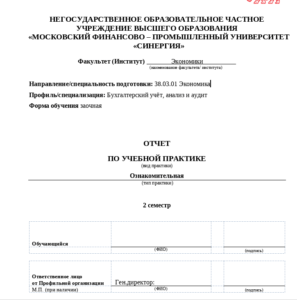 НЕГОСУДАРСТВЕННОЕ ОБРАЗОВАТЕЛЬНОЕ ЧАСТНОЕ
УЧРЕЖДЕНИЕ ВЫСШЕГО ОБРАЗОВАНИЯ
«МОСКОВСКИЙ ФИНАНСОВО – ПРОМЫШЛЕННЫЙ УНИВЕРСИТЕТ
«СИНЕРГИЯ»
Факультет (Институт) Экономики
(наименование факультета/ института)
Направление/специальность подготовки: 38.03.01 Экономика
Профиль/специализация: Бухгалтерский учёт, анализ и аудит
Форма обучения заочная
ОТЧЕТ
ПО УЧЕБНОЙ ПРАКТИКЕ
(вид практики)
Ознакомительная
(тип практики)
2 семестр
Обучающийся
(ФИО) (подпись)
Ответственное лицо
от Профильной организации Ген.директор:
М.П. (при наличии) (ФИО) (подпись)